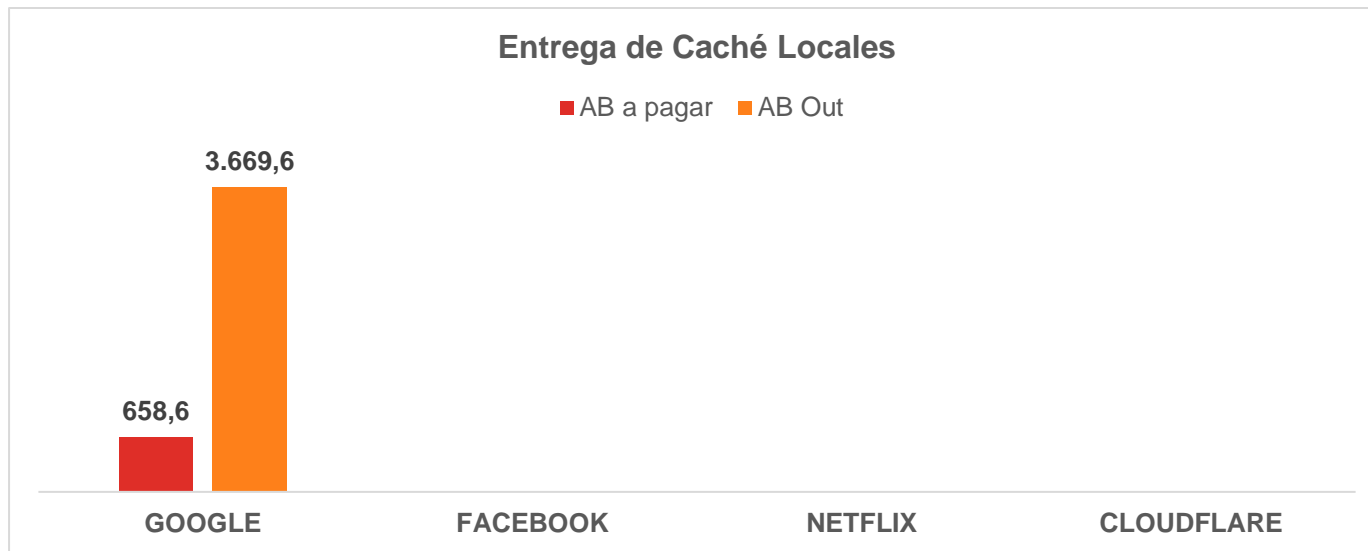 Entrega de Caché Locales
AB a pagar AB Out
3.669,6
658,6
GOOGLE FACEBOOK NETFLIX CLOUDFLARE